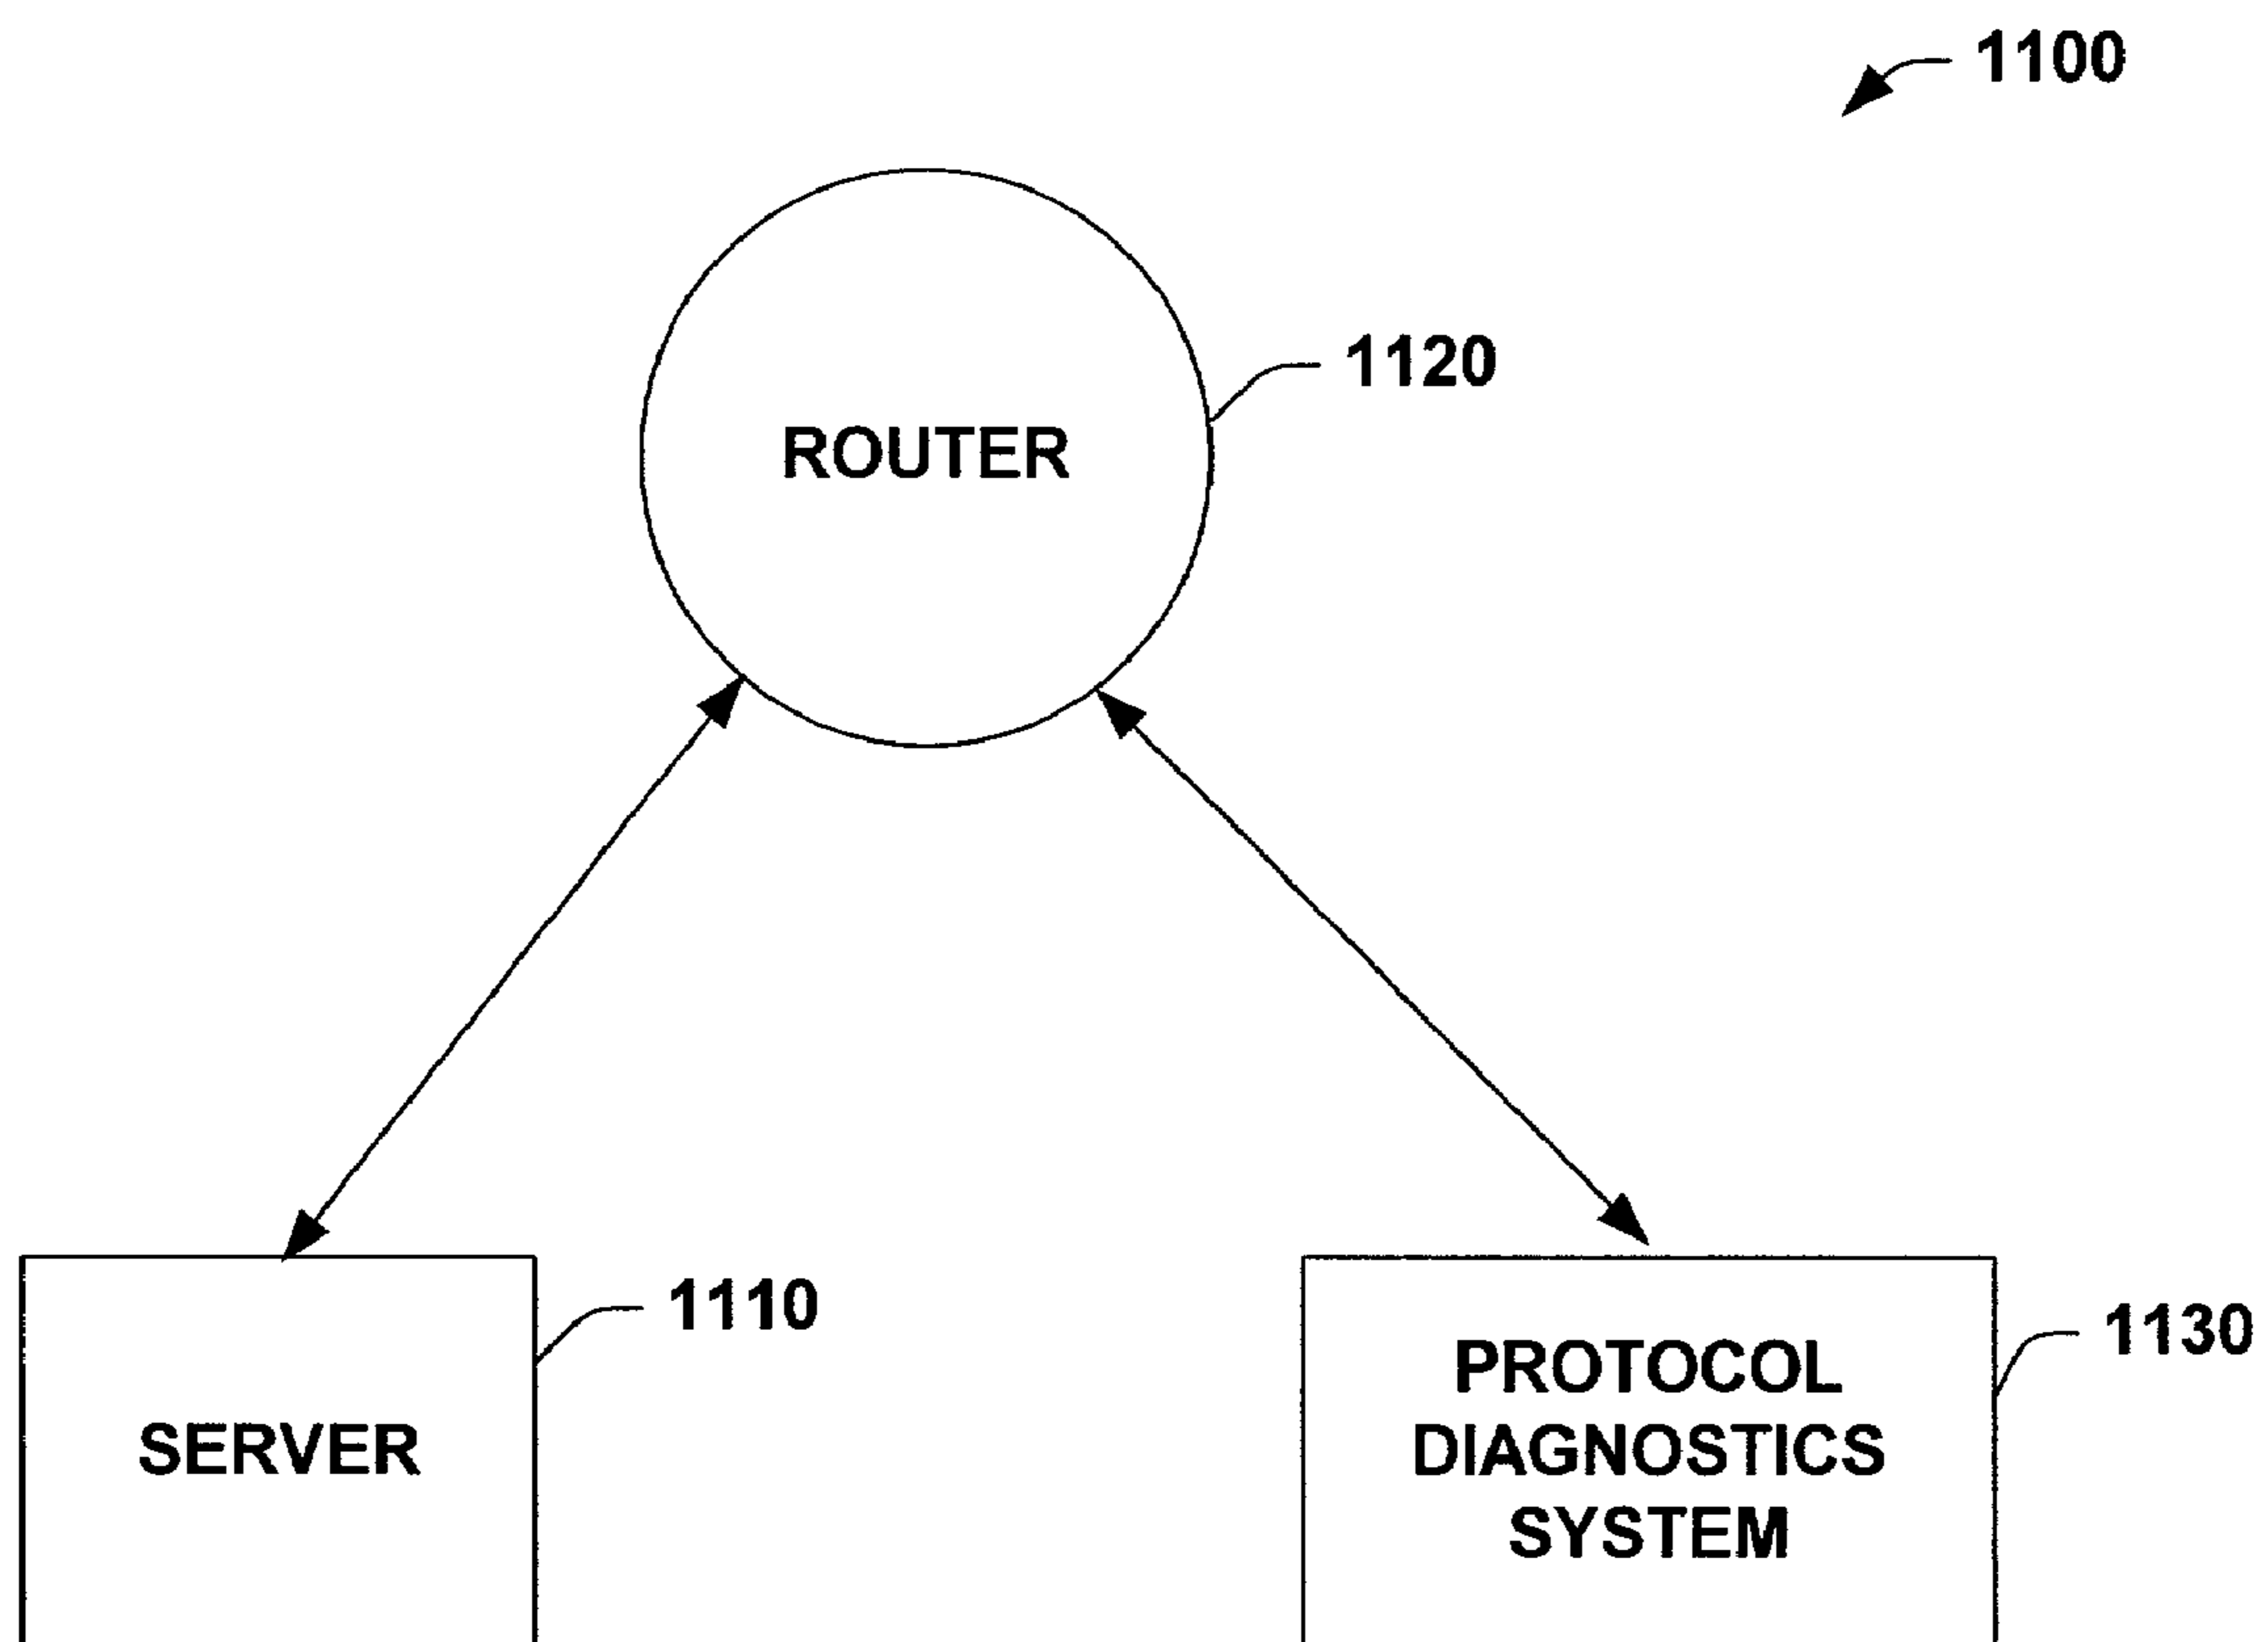 1100
1120
ROUTER
1110
SERVER
1130
PROTOCOL
DIAGNOSTICS
SYSTEM